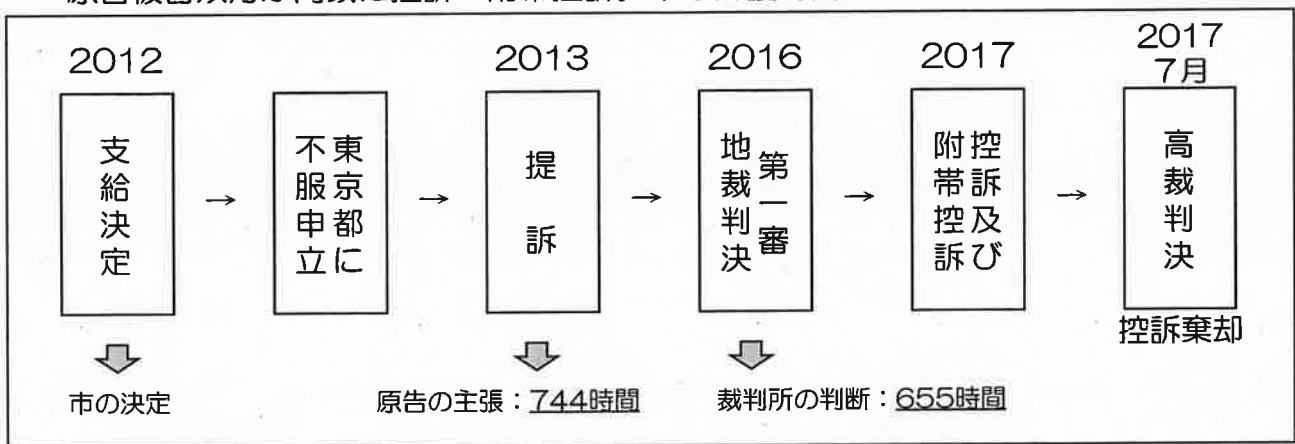 2012
2013
2016
2017
2017
7月
支給決定
→
東京都に
不服申立
→
提訴
→
第一審
地裁判決
→
控訴及び
附帯控訴
→
高裁判決
控訴棄却
市の決定
原告の主張：744時間
裁判所の判断：655時間